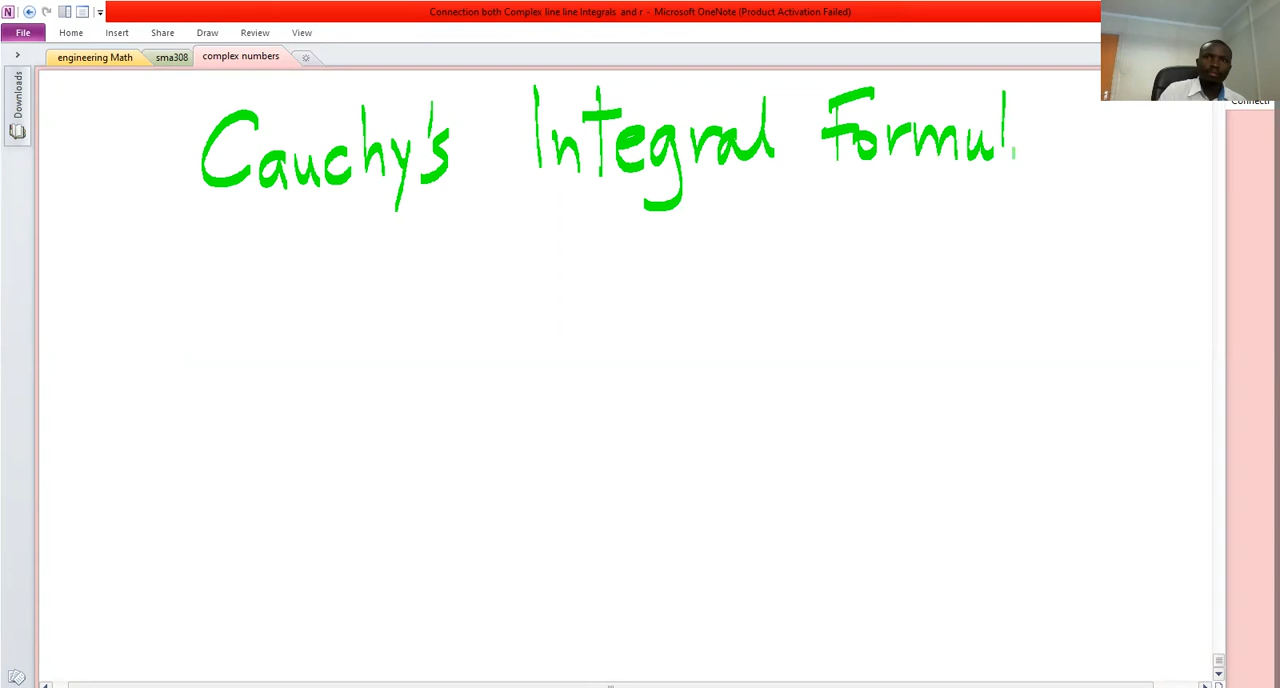 Connection both Complex line line Integrals and r. - Microsoft OneNote (Product Activation Failed)
File Home Insert Share Draw Review View
engineering Math sma308 complex numbers
Downloads
Cauchy's Integral Formul